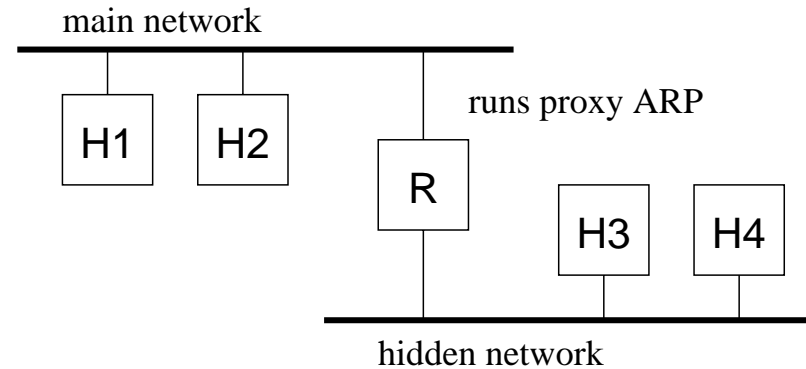 main network
runs proxy ARP
H1
H2
R
H3
H4
hidden network